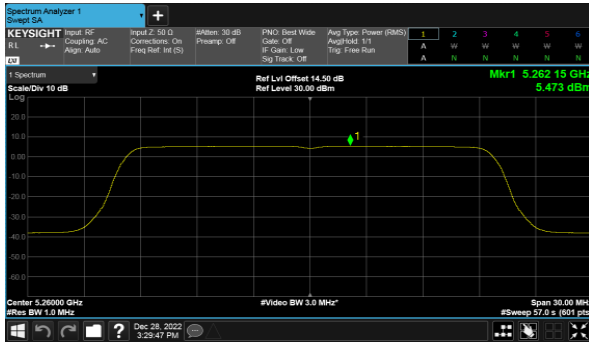 Spectrum Analyzer 1
Swept SA
+
KEYSIGHT
RL
Input: RF
Coupling: AC
Align: Auto
Input Z: 50 Ω
Corrections: On
Freq Ref: Int (S)
#Atten: 30 dB
Preamp: Off
PNO: Best Wide
Gate: Off
IF Gain: Low
Sig Track: Off
Avg Type: Power (RMS)
Avg|Hold: 1/1
Trig: Free Run
1 2 3 4 5 6
A W W W W W
A N N N N N
1 Spectrum
Scale/Div 10 dB
Ref Lvl Offset 14.50 dB
Ref Level 30.00 dBm
Mkr1 5.262 15 GHz
5.473 dBm
Log
20.0
10.0
0.00
-10.0
-20.0
-30.0
-40.0
-50.0
-60.0
1
Center 5.26000 GHz
#Res BW 1.0 MHz
#Video BW 3.0 MHz*
Span 30.00 MHz
#Sweep 57.0 s (601 pts)
?
Dec 28, 2022
3:29:47 PM